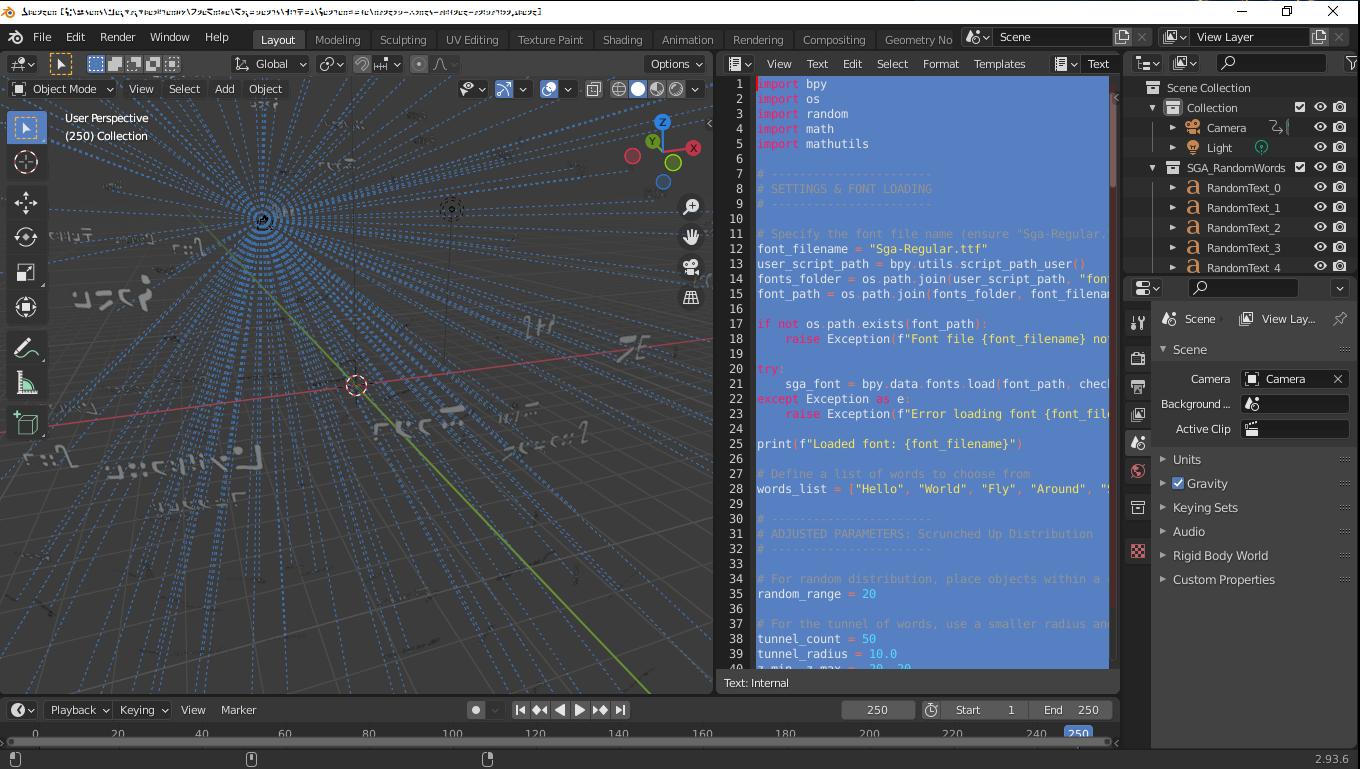 File Edit Render Window Help Layout Modeling Sculpting UV Editing Texture Paint Shading Animation Rendering Compositing Geometry No Scene View Layer
Global Options
Object Mode View Select Add Object
User Perspective
(250) Collection
Z
Y
X
View Text Edit Select Format Templates Text
1 import bpy
2 import os
3 import random
4 import math
5 import mathutils
6
7 # -----------------------
8 # SETTINGS & FONT LOADING
9 # -----------------------
10
11 # Specify the font file name (ensure "Sga-Regular.
12 font_filename = "Sga-Regular.ttf"
13 user_script_path = bpy.utils.script_path_user()
14 fonts_folder = os.path.join(user_script_path, "fon
15 font_path = os.path.join(fonts_folder, font_filenam
16
17 if not os.path.exists(font_path):
18 raise Exception(f"Font file {font_filename} no
19
20 try:
21 sga_font = bpy.data.fonts.load(font_path, chec
22 except Exception as e:
23 raise Exception(f"Error loading font {font_file
24
25 print(f"Loaded font: {font_filename}")
26
27 # Define a list of words to choose from
28 words_list = ["Hello", "World", "Fly", "Around", "S
29
30 # -----------------------
31 # ADJUSTED PARAMETERS: Scrunched Up Distribution
32 # -----------------------
33
34 # For random distribution, place objects within a
35 random_range = 20
36
37 # For the tunnel of words, use a smaller radius an
38 tunnel_count = 50
39 tunnel_radius = 10.0
40 z_min, z_max = -20, 20
Text: Internal
Scene Collection
Collection
Camera
Light
SGA_RandomWords
RandomText_0
RandomText_1
RandomText_2
RandomText_3
RandomText_4
Scene View Lay...
Scene
Camera Camera
Background ...
Active Clip
Units
Gravity
Keying Sets
Audio
Rigid Body World
Custom Properties
Playback Keying View Marker 250 Start 1 End 250
0 20 40 60 80 100 120 140 160 180 200 220 240 250
2.93.6